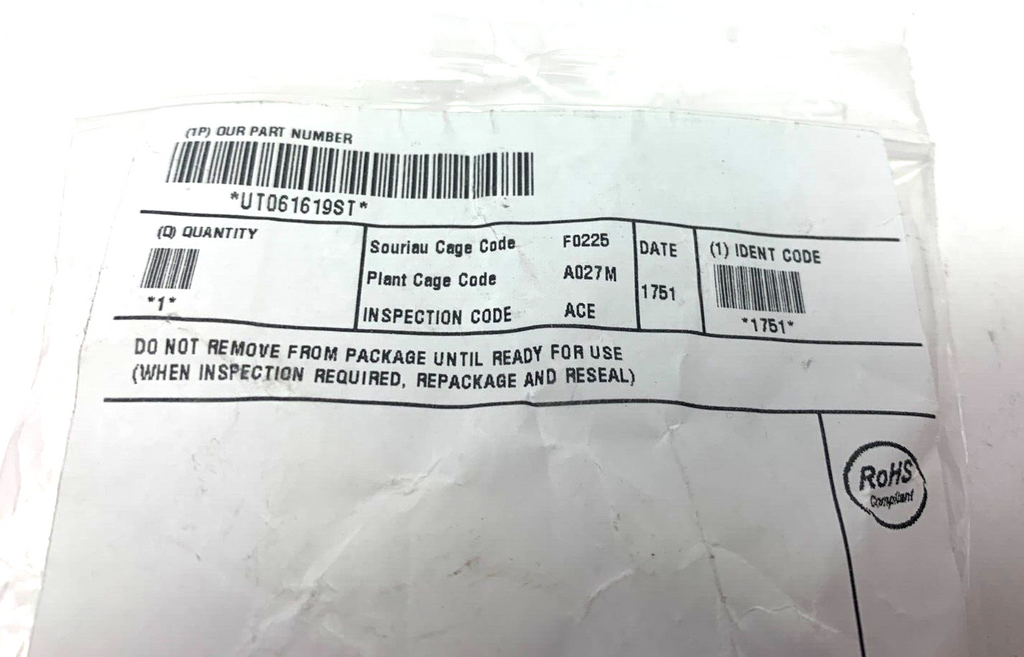 (1P) OUR PART NUMBER
*UT061619ST*
(Q) QUANTITY
*1*
Souriau Cage Code F0225
Plant Cage Code A027M
INSPECTION CODE ACE
DATE
1751
(1) IDENT CODE
*1751*
DO NOT REMOVE FROM PACKAGE UNTIL READY FOR USE
(WHEN INSPECTION REQUIRED, REPACKAGE AND RESEAL)
RoHS
Compliant